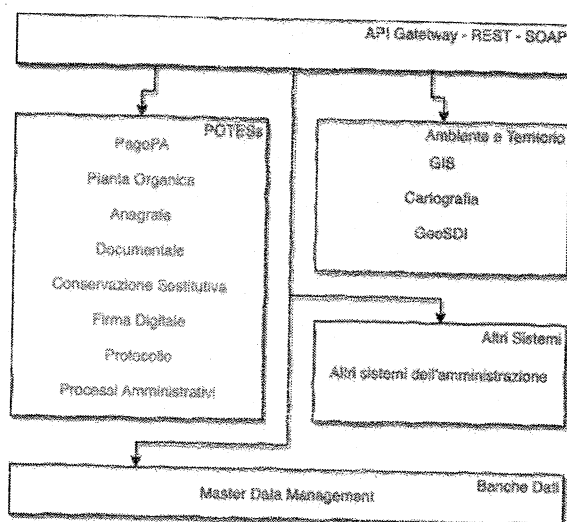 API Gatetway - REST - SOAP
POTESs
PagoPA
Pianta Organica
Anagrafe
Documentale
Conservazione Sostitutiva
Firma Digitale
Protocollo
Processi Amministrativi
Ambiente e Territorio
GIS
Cartografia
GeoSDI
Altri Sistemi
Altri sistemi dell'amministrazione
Banche Dati
Master Data Management